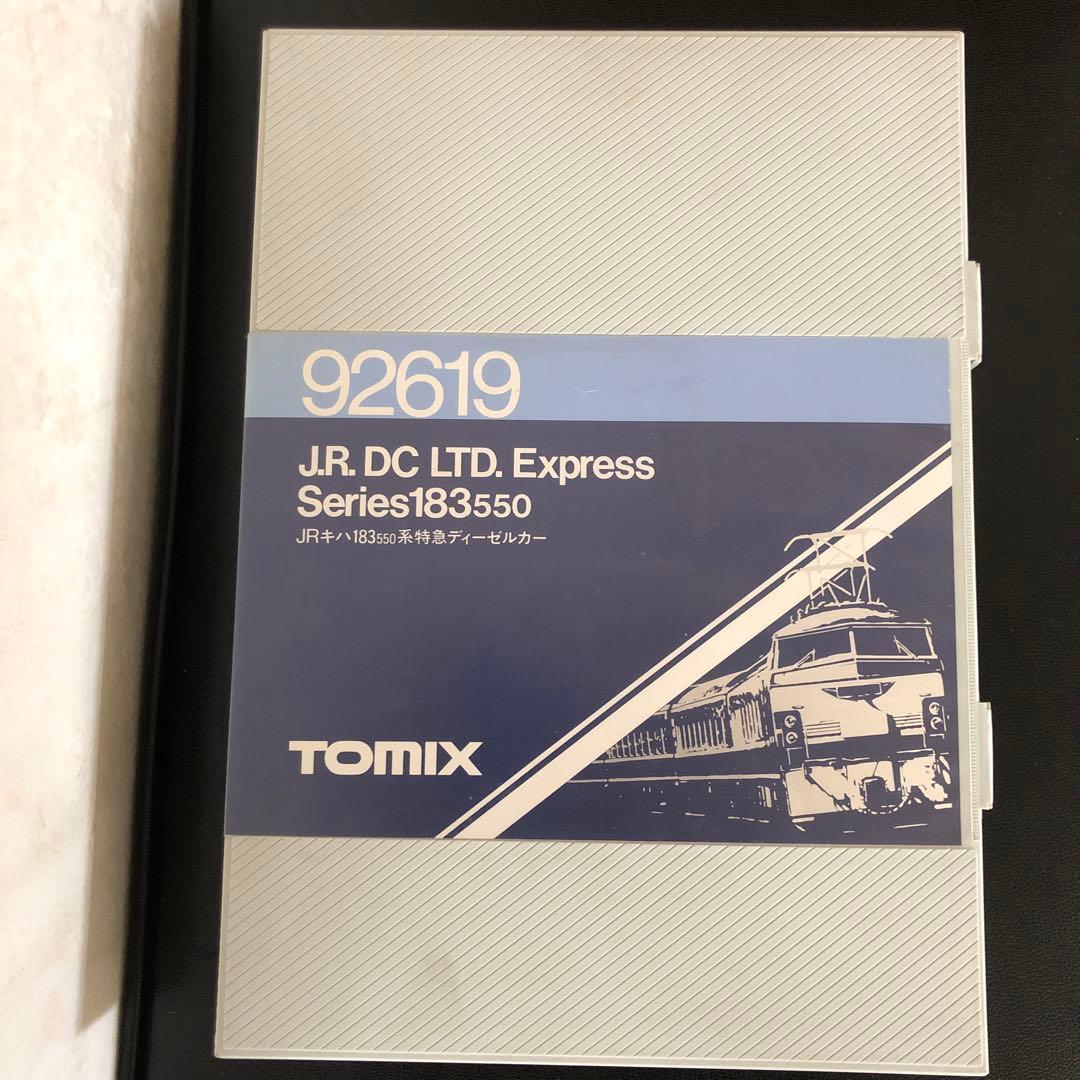 92619
J.R. DC LTD. Express
Series183550
JRキハ183550系特急ディーゼルカー
TOMIX